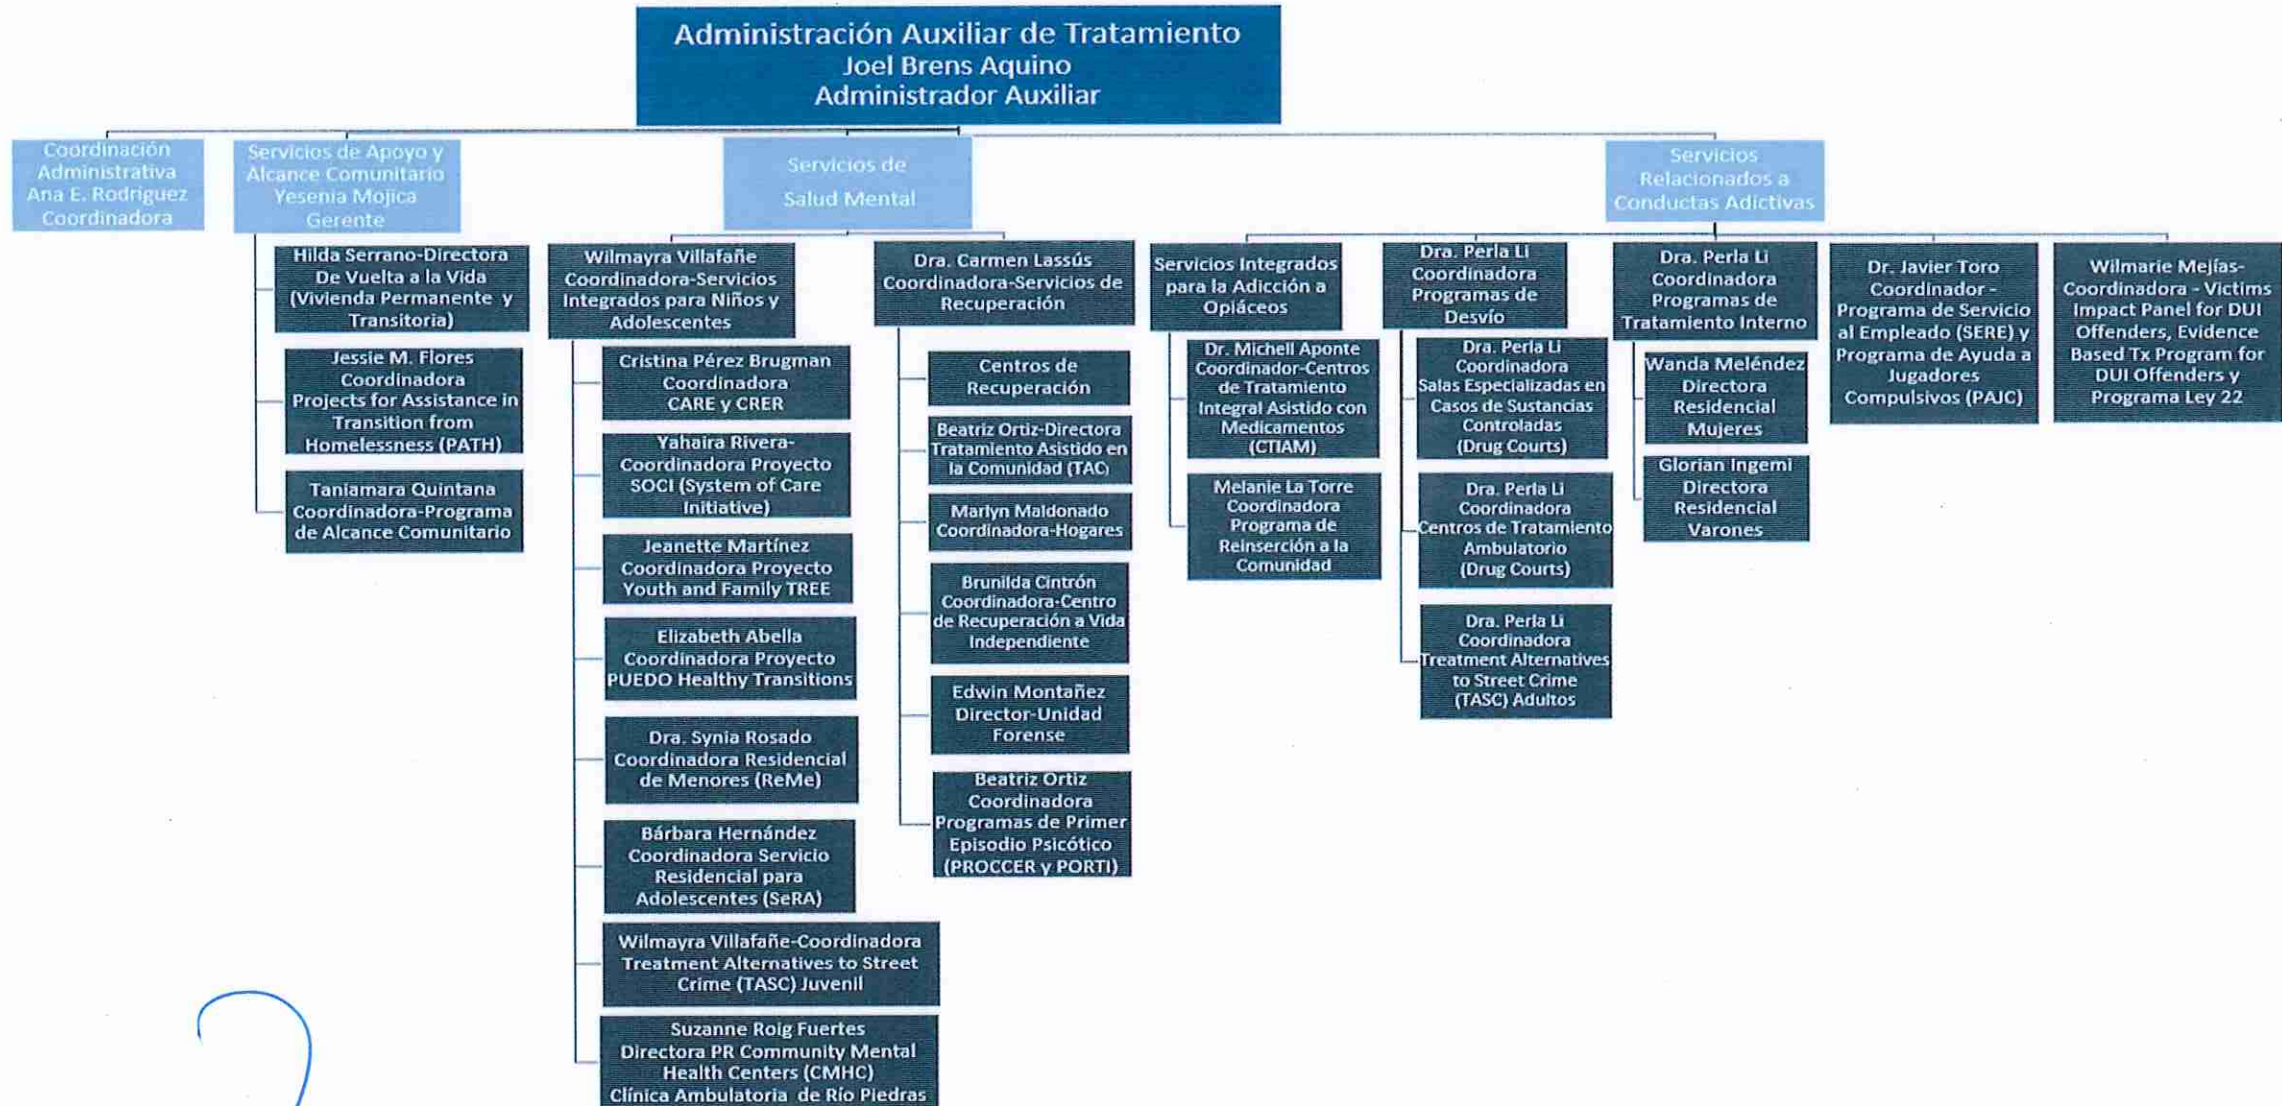 Administración Auxiliar de Tratamiento
Joel Brens Aquino
Administrador Auxiliar
Coordinación
Administrativa
Ana E. Rodriguez
Coordinadora
Servicios de Apoyo y
Alcance Comunitario
Yesenia Mojica
Gerente
Servicios de
Salud Mental
Servicios
Relacionados a
Conductas Adictivas
Hilda Serrano-Directora
De Vuelta a la Vida
(Vivienda Permanente y
Transitoria)
Jessie M. Flores
Coordinadora
Projects for Assistance in
Transition from
Homelessness (PATH)
Taniamara Quintana
Coordinadora-Programa
de Alcance Comunitario
Wilmayra Villafañe
Coordinadora-Servicios
Integrados para Niños y
Adolescentes
Cristina Pérez Brugman
Coordinadora
CARE y CRER
Yahaira Rivera-
Coordinadora Proyecto
SOCI (System of Care
Initiative)
Jeanette Martínez
Coordinadora Proyecto
Youth and Family TREE
Elizabeth Abella
Coordinadora Proyecto
PUEDO Healthy Transitions
Dra. Synia Rosado
Coordinadora Residencial
de Menores (ReMe)
Bárbara Hernández
Coordinadora Servicio
Residencial para
Adolescentes (SeRA)
Wilmayra Villafañe-Coordinadora
Treatment Alternatives to Street
Crime (TASC) Juvenil
Suzanne Roig Fuertes
Directora PR Community Mental
Health Centers (CMHC)
Clínica Ambulatoria de Río Piedras
Dra. Carmen Lassús
Coordinadora-Servicios de
Recuperación
Centros de
Recuperación
Beatriz Ortiz-Directora
Tratamiento Asistido en
la Comunidad (TAC)
Marlyn Maldonado
Coordinadora-Hogares
Brunilda Cintrón
Coordinadora-Centro
de Recuperación a Vida
Independiente
Edwin Montañez
Director-Unidad
Forense
Beatriz Ortiz
Coordinadora
Programas de Primer
Episodio Psicótico
(PROCCER y PORTI)
Servicios Integrados
para la Adicción a
Opiáceos
Dr. Michell Aponte
Coordinador-Centros
de Tratamiento
Integral Asistido con
Medicamentos
(CTIAM)
Melanie La Torre
Coordinadora
Programa de
Reinserción a la
Comunidad
Dra. Perla Li
Coordinadora
Programas de
Desvío
Dra. Perla Li
Coordinadora
Salas Especializadas en
Casos de Sustancias
Controladas
(Drug Courts)
Dra. Perla Li
Coordinadora
Centros de Tratamiento
Ambulatorio
(Drug Courts)
Dra. Perla Li
Coordinadora
Treatment Alternatives
to Street Crime
(TASC) Adultos
Dra. Perla Li
Coordinadora
Programas de
Tratamiento Interno
Wanda Meléndez
Directora
Residencial
Mujeres
Glorian Ingemi
Directora
Residencial
Varones
Dr. Javier Toro
Coordinador -
Programa de Servicio
al Empleado (SERE) y
Programa de Ayuda a
Jugadores
Compulsivos (PAJC)
Wilmarie Mejías-
Coordinadora - Victims
Impact Panel for DUI
Offenders, Evidence
Based Tx Program for
DUI Offenders y
Programa Ley 22